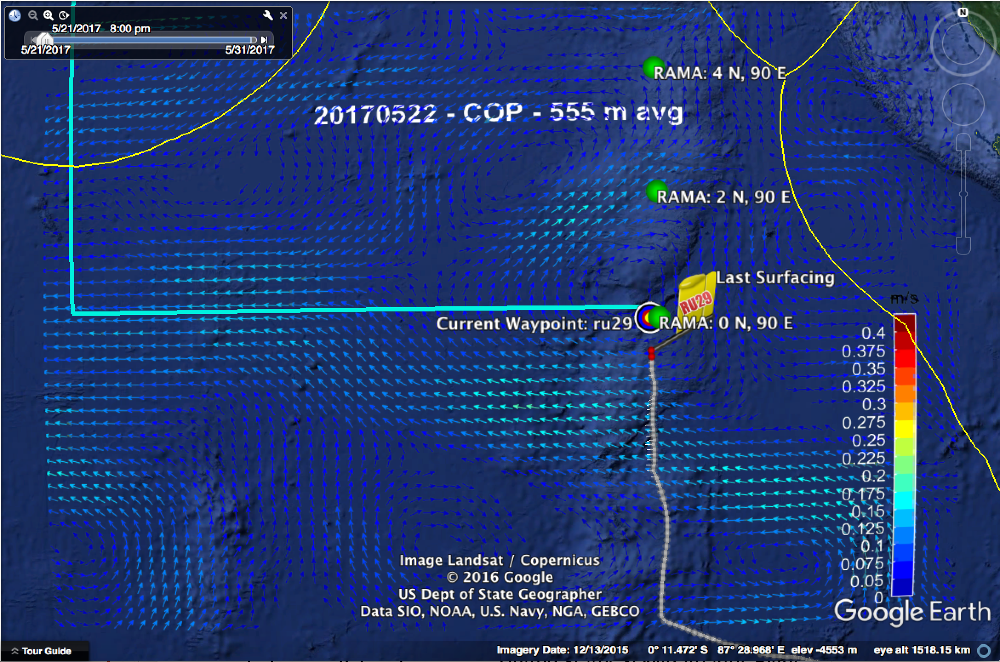 5/21/2017 8:00 pm
5/21/2017
5/31/2017
N
RAMA: 4 N, 90 E
20170522 - COP - 555 m avg
RAMA: 2 N, 90 E
Last Surfacing
RU29
m/s
Current Waypoint: ru29
RAMA: 0 N, 90 E
0.4
0.375
0.35
0.325
0.3
0.275
0.25
0.225
0.2
0.175
0.15
0.125
0.1
0.075
0.05
0
Image Landsat / Copernicus
© 2016 Google
US Dept of State Geographer
Data SIO, NOAA, U.S. Navy, NGA, GEBCO
Google Earth
Tour Guide
Imagery Date: 12/13/2015 0° 11.472' S 87° 28.968' E elev -4553 m eye alt 1518.15 km